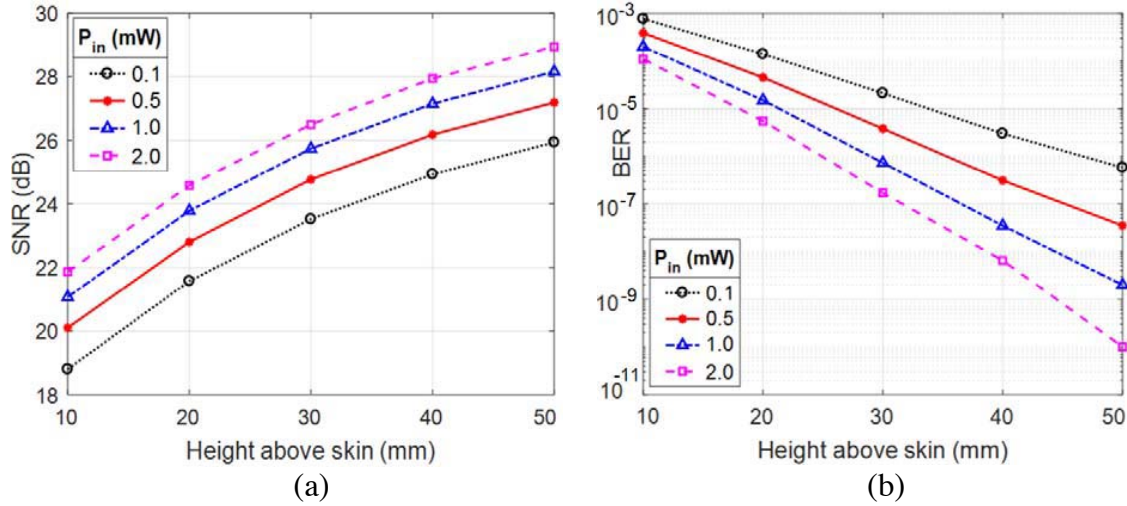 30
28
26
24
22
20
18
SNR (dB)
P_in (mW)
0.1
0.5
1.0
2.0
10 20 30 40 50
Height above skin (mm)
(a)
10^-3
10^-5
10^-7
10^-9
10^-11
BER
P_in (mW)
0.1
0.5
1.0
2.0
10 20 30 40 50
Height above skin (mm)
(b)